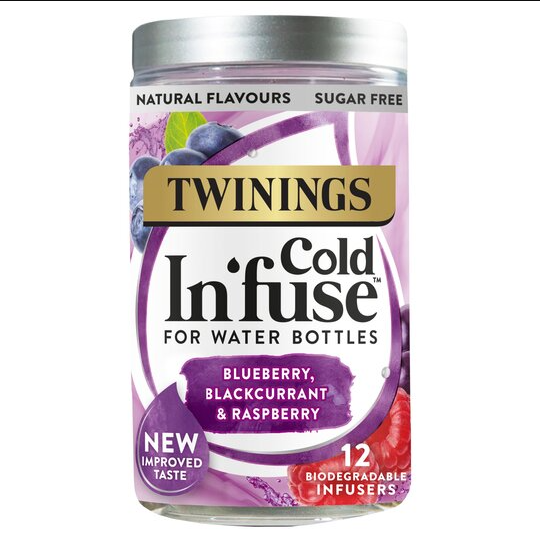 NATURAL FLAVOURS SUGAR FREE
TWININGS
Cold
In'fuse™
FOR WATER BOTTLES
BLUEBERRY,
BLACKCURRANT
& RASPBERRY
NEW
IMPROVED
TASTE
12
BIODEGRADABLE
INFUSERS